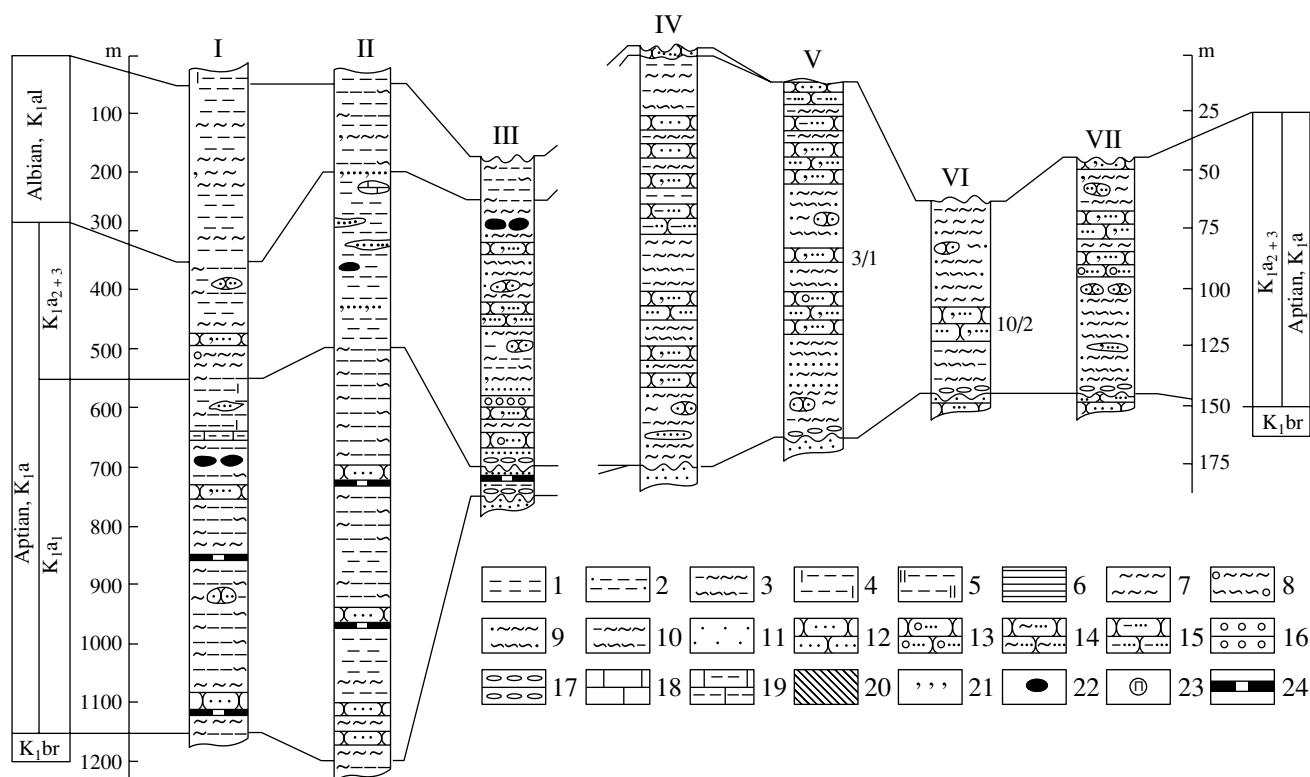 I
II
III
IV
V
VI
VII
m
100
200
300
400
500
600
700
800
900
1000
1100
1200
Albian, K₁al
K₁a₂₊₃
Aptian, K₁a
K₁a₁
K₁br
3/1
10/2
m
25
50
75
100
125
150
175
K₁a₂₊₃
Aptian, K₁a
K₁br
1 2 3 4 5 6 7 8
9 10 11 12 13 14 15 16
17 18 19 20 21 22 П 23 24